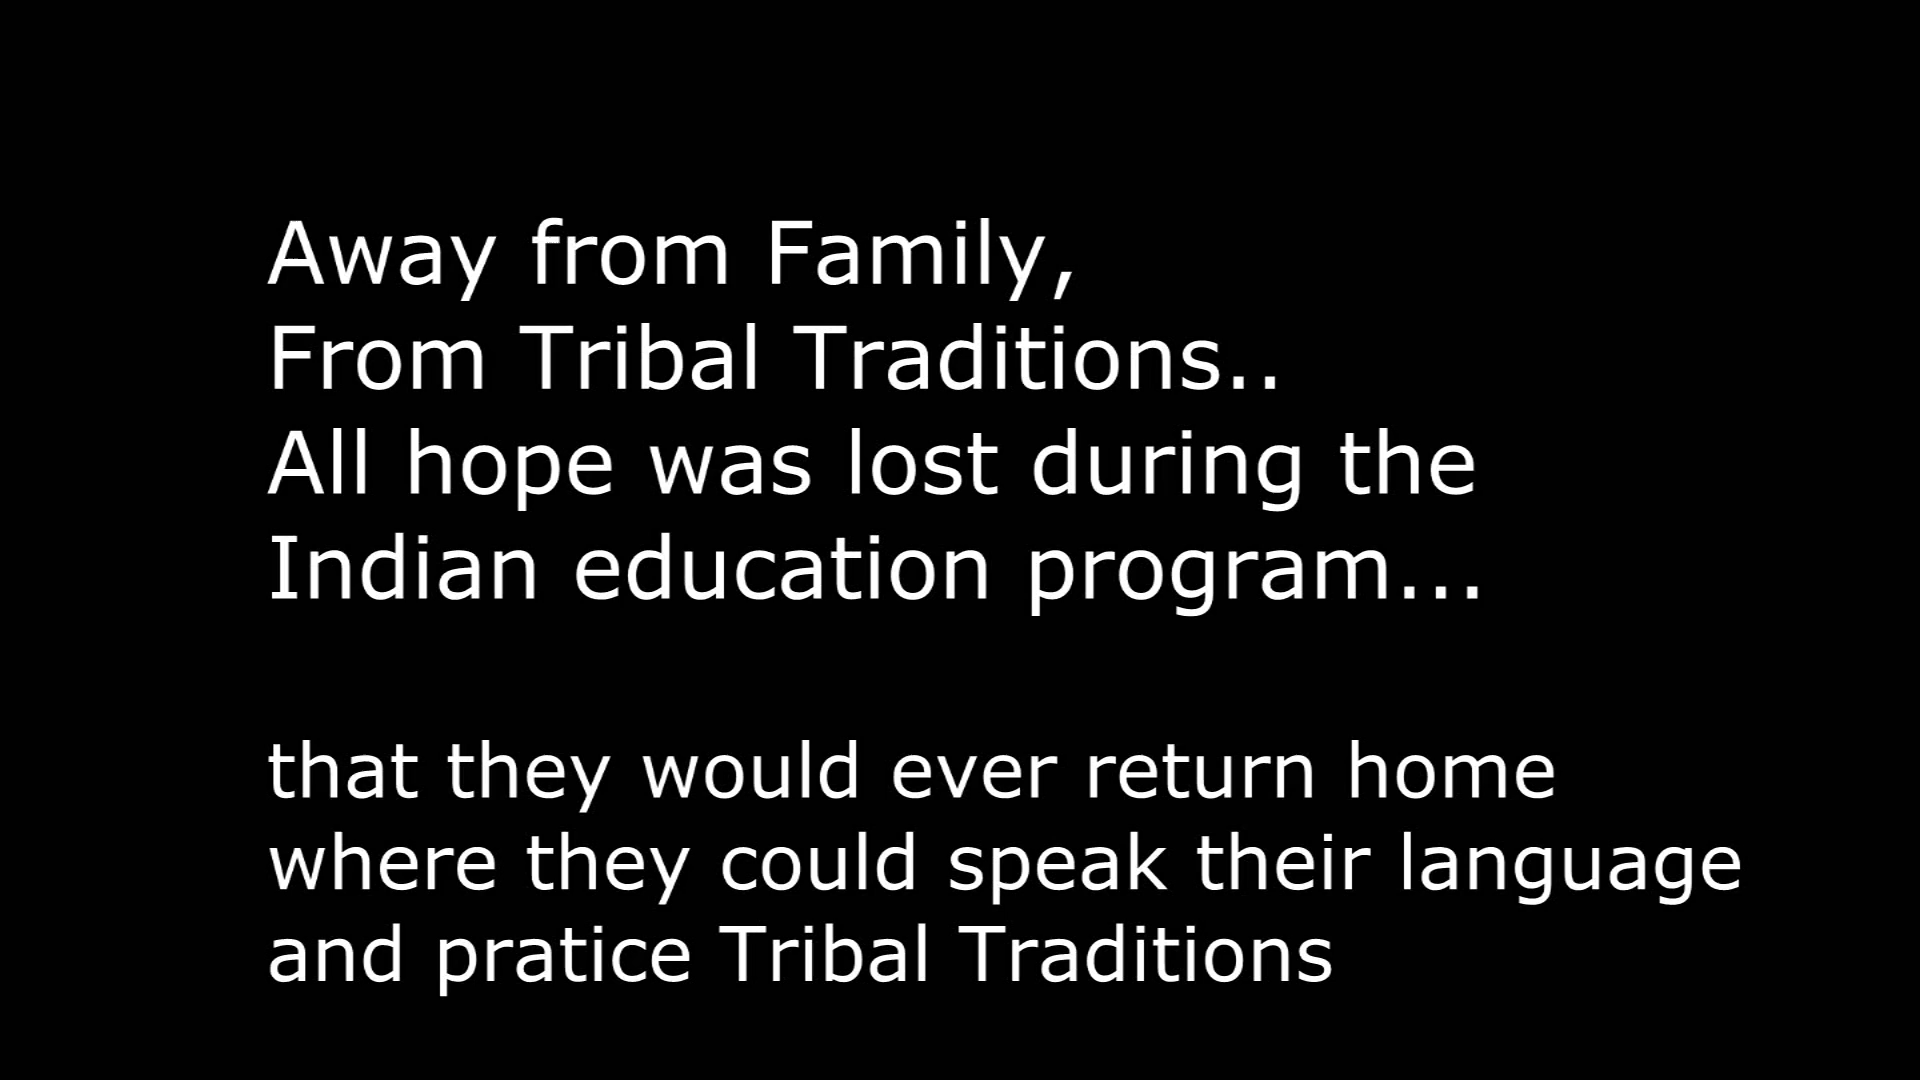 Away from Family,
From Tribal Traditions..
All hope was lost during the
Indian education program...
that they would ever return home
where they could speak their language
and pratice Tribal Traditions